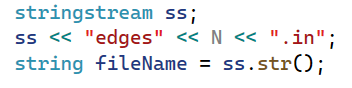 stringstream ss;
ss << "edges" << N << ".in";
string fileName = ss.str();